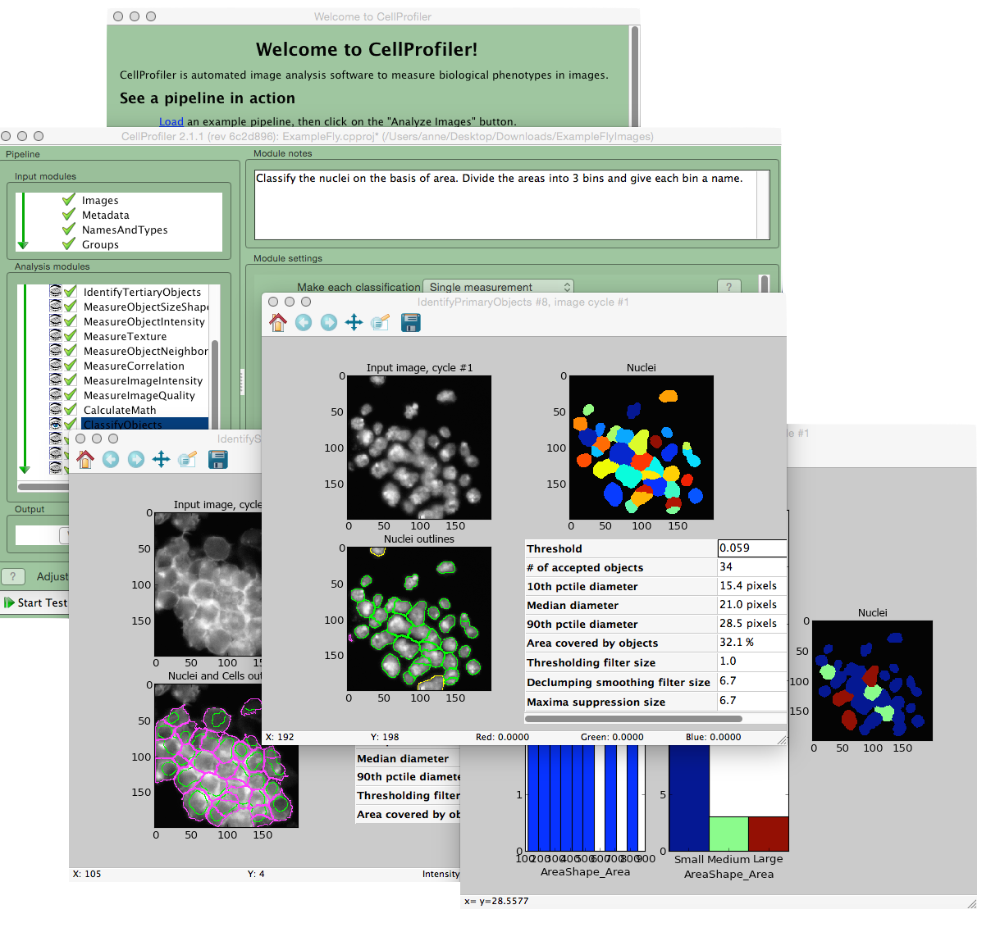 Welcome to CellProfiler
Welcome to CellProfiler!
CellProfiler is automated image analysis software to measure biological phenotypes in images.
See a pipeline in action
Load an example pipeline, then click on the "Analyze Images" button.
CellProfiler 2.1.1 (rev 6c2d896): ExampleFly.cpproj* (/Users/anne/Desktop/Downloads/ExampleFlyImages)
Pipeline
Input modules
Images
Metadata
NamesAndTypes
Groups
Analysis modules
IdentifyTertiaryObjects
MeasureObjectSizeShape
MeasureObjectIntensity
MeasureTexture
MeasureObjectNeighbor
MeasureCorrelation
MeasureImageIntensity
MeasureImageQuality
CalculateMath
ClassifyObjects
Output
?
Adjust
Start Test
Module notes
Classify the nuclei on the basis of area. Divide the areas into 3 bins and give each bin a name.
Module settings
Make each classification Single measurement ?
IdentifyPrimaryObjects #8, image cycle #1
Input image, cycle #1
0
50
100
150
0 50 100 150
Nuclei
0
50
100
150
0 50 100 150
Nuclei outlines
0
50
100
150
0 50 100 150
Threshold 0.059
# of accepted objects 34
10th pctile diameter 15.4 pixels
Median diameter 21.0 pixels
90th pctile diameter 28.5 pixels
Area covered by objects 32.1 %
Thresholding filter size 1.0
Declumping smoothing filter size 6.7
Maxima suppression size 6.7
X: 192 Y: 198 Red: 0.0000 Green: 0.0000 Blue: 0.0000
IdentifyS
Input image, cycle
0
50
100
150
0 50 100 15
Nuclei and Cells out
0
50
100
150
0 50 100 150
Median diameter
90th pctile diamete
Thresholding filter
Area covered by ob
X: 105 Y: 4 Intensity
le #1
Nuclei
0
50
100
150
0 50 100 150
1
0
100 200 300 400 500 600 700 800 900
AreaShape_Area
5
0
Small Medium Large
AreaShape_Area
x= y=28.5577